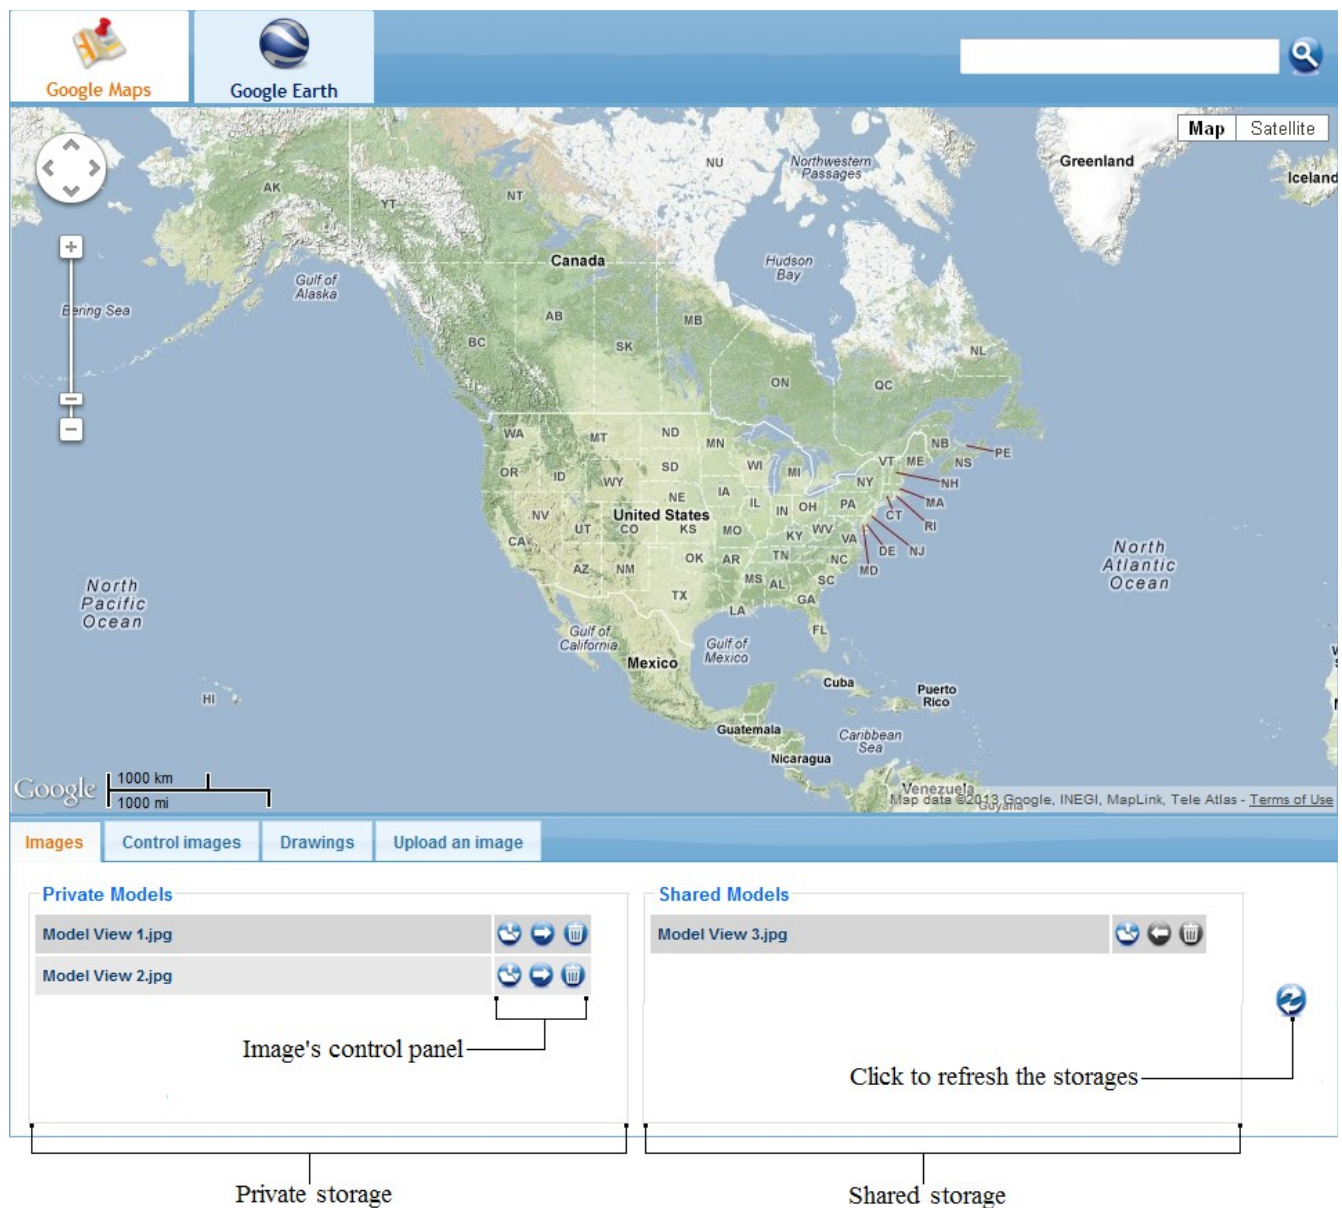 Google Maps
Google Earth
Map
Satellite
Greenland
Iceland
NU
Northwestern
Passages
AK
YT
NT
Canada
Hudson
Bay
Gulf of
Alaska
Bering Sea
AB
MB
BC
SK
NL
ON
QC
WA
MT
ND
MN
NB
PE
OR
ID
WY
SD
WI
MI
VT
ME
NS
NY
NH
NE
IA
IL
IN
OH
PA
MA
NV
United States
CT
RI
UT
CO
KS
MO
KY
WV
VA
CA
DE
NJ
OK
AR
TN
NC
MD
AZ
NM
MS
AL
SC
TX
GA
LA
FL
North
Atlantic
Ocean
North
Pacific
Ocean
Gulf of
California
Gulf of
Mexico
Mexico
HI
Cuba
Puerto
Rico
Guatemala
Caribbean
Sea
Nicaragua
Venezuela
Guyana
Google
1000 km
1000 mi
Map data ©2013 Google, INEGI, MapLink, Tele Atlas - Terms of Use
Images
Control images
Drawings
Upload an image
Private Models
Model View 1.jpg
Model View 2.jpg
Image's control panel
Shared Models
Model View 3.jpg
Click to refresh the storages
Private storage
Shared storage